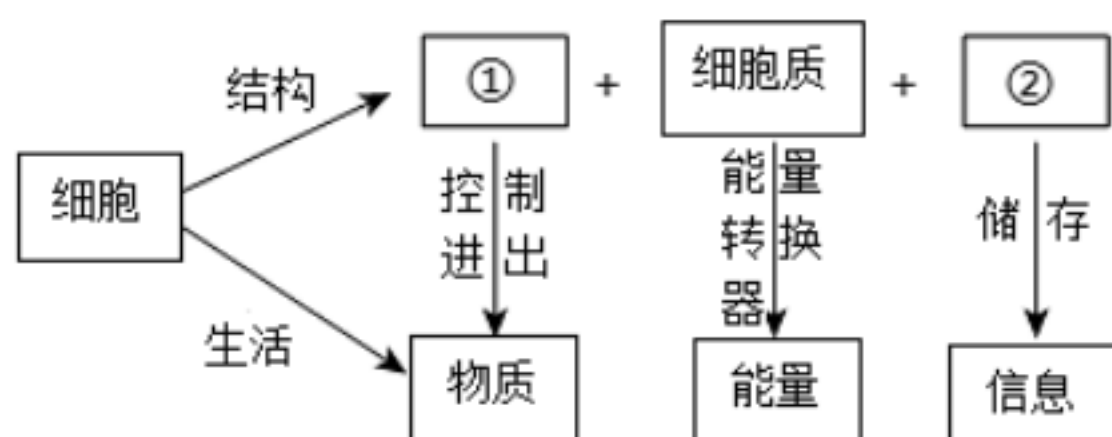 结构
① + 细胞质 + ②
细胞
控制进出
能量转换器
储存
生活
物质
能量
信息